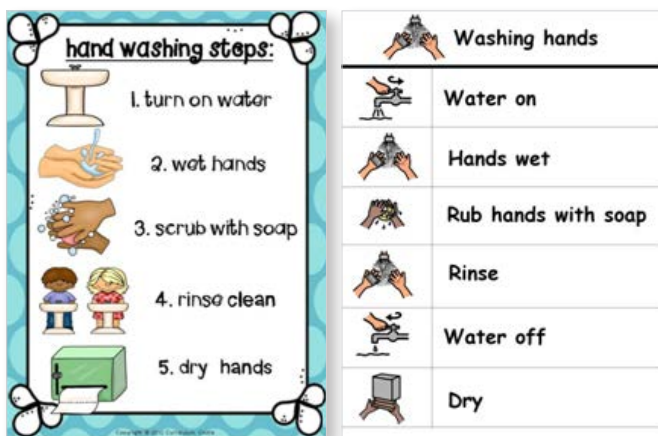 hand washing steps:
1. turn on water
2. wet hands
3. scrub with soap
4. rinse clean
5. dry hands
Washing hands
Water on
Hands wet
Rub hands with soap
Rinse
Water off
Dry